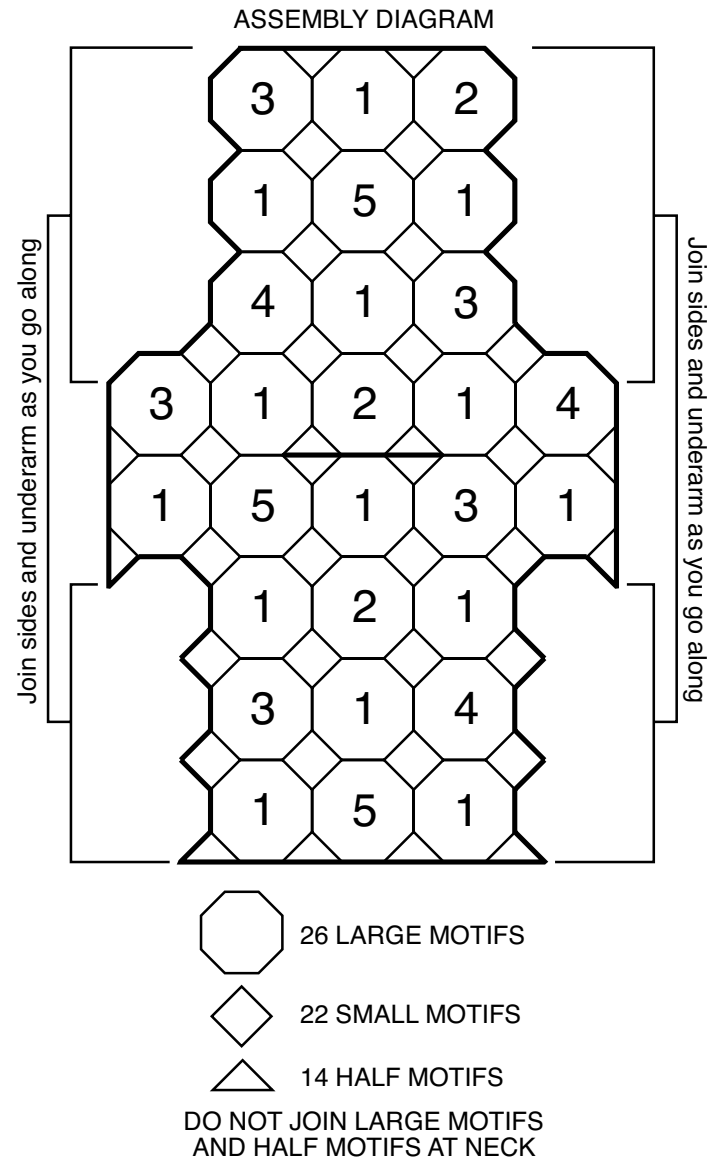 ASSEMBLY DIAGRAM
3 1 2
1 5 1
4 1 3
3 1 2 1 4
1 5 1 3 1
1 2 1
3 1 4
1 5 1
Join sides and underarm as you go along
Join sides and underarm as you go along
26 LARGE MOTIFS
22 SMALL MOTIFS
14 HALF MOTIFS
DO NOT JOIN LARGE MOTIFS
AND HALF MOTIFS AT NECK